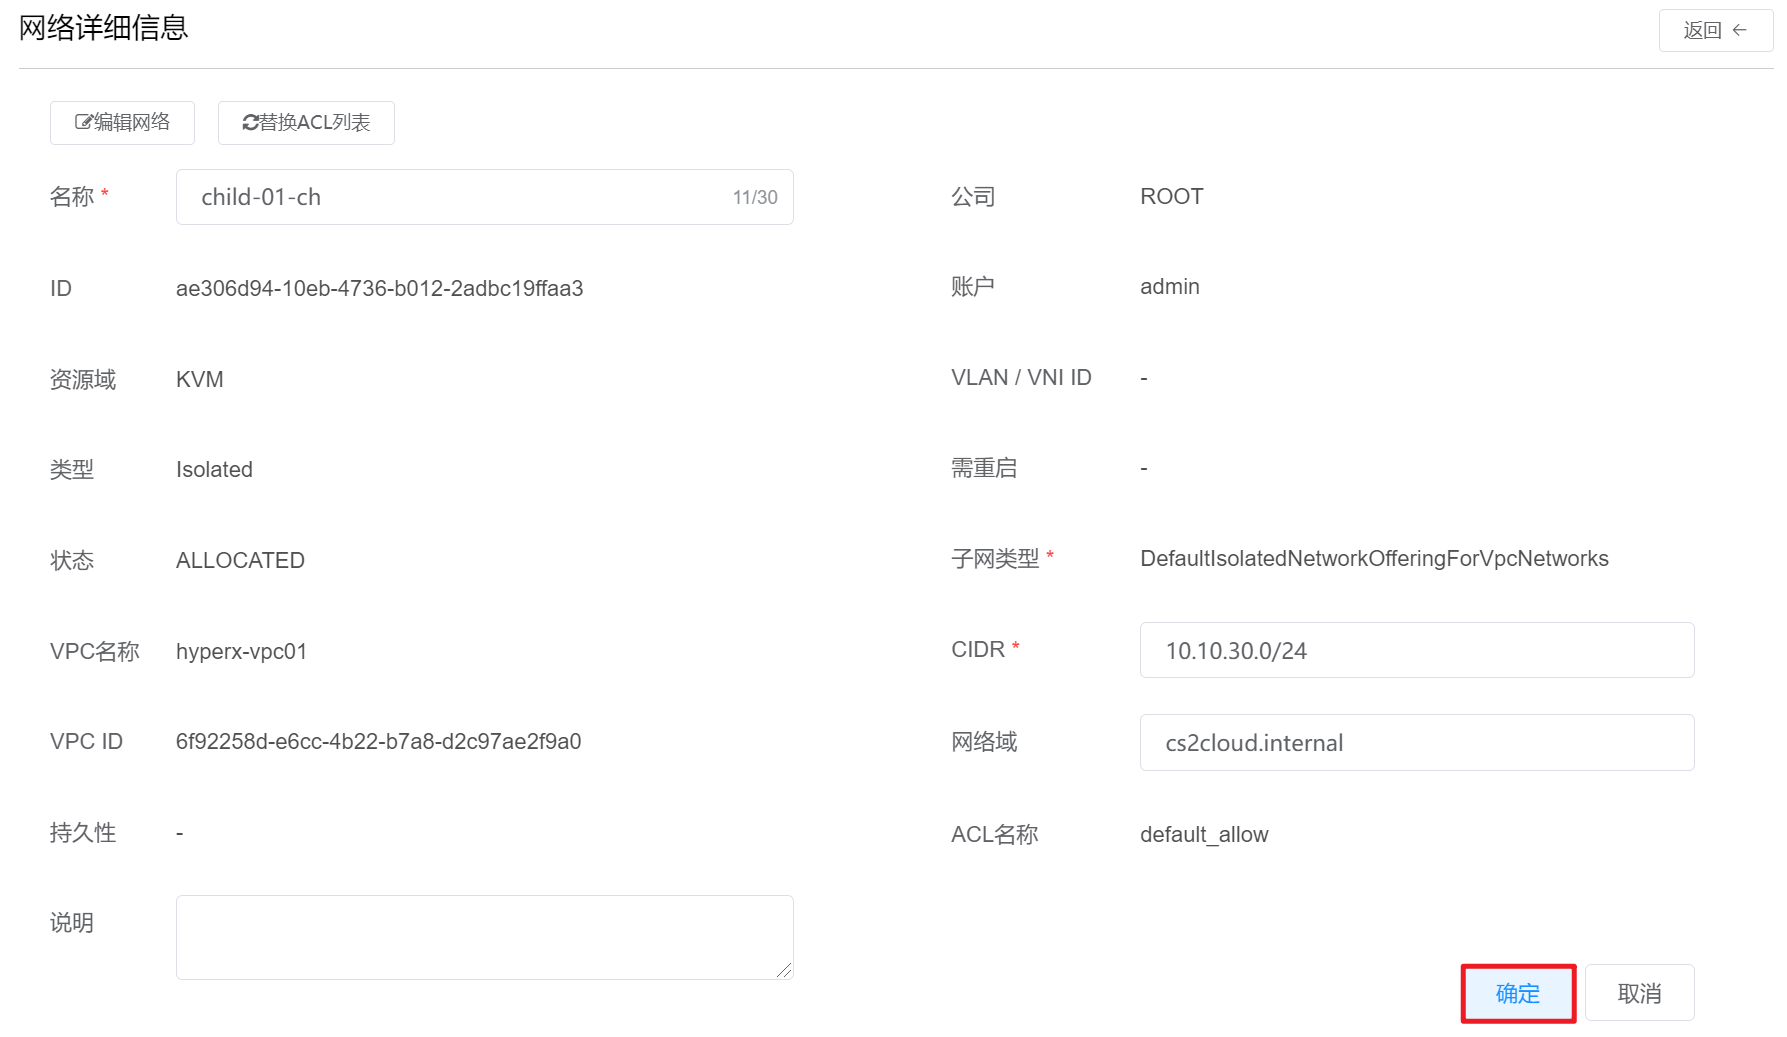 网络详细信息
返回 ←
编辑网络
替换ACL列表
名称 *
child-01-ch
11/30
公司
ROOT
ID
ae306d94-10eb-4736-b012-2adbc19ffaa3
账户
admin
资源域
KVM
VLAN / VNI ID
-
类型
Isolated
需重启
-
状态
ALLOCATED
子网类型 *
DefaultIsolatedNetworkOfferingForVpcNetworks
VPC名称
hyperx-vpc01
CIDR *
10.10.30.0/24
VPC ID
6f92258d-e6cc-4b22-b7a8-d2c97ae2f9a0
网络域
cs2cloud.internal
持久性
-
ACL名称
default_allow
说明
确定
取消